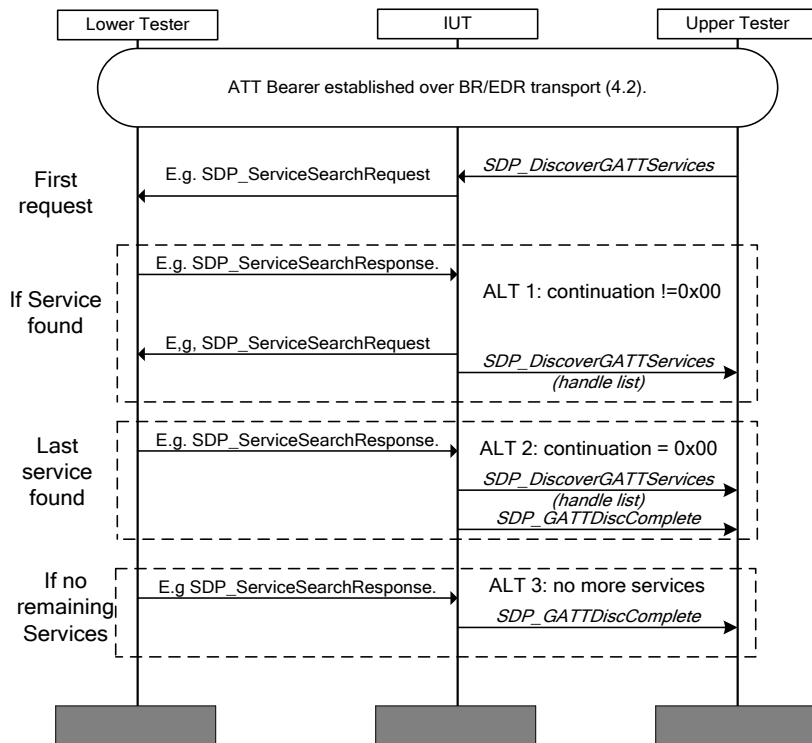 Lower Tester
IUT
Upper Tester
ATT Bearer established over BR/EDR transport (4.2).
First
request
E.g. SDP_ServiceSearchRequest
SDP_DiscoverGATTServices
If Service
found
E.g. SDP_ServiceSearchResponse.
ALT 1: continuation !=0x00
E,g, SDP_ServiceSearchRequest
SDP_DiscoverGATTServices
(handle list)
Last
service
found
E.g. SDP_ServiceSearchResponse.
ALT 2: continuation = 0x00
SDP_DiscoverGATTServices
(handle list)
SDP_GATTDiscComplete
If no
remaining
Services
E.g SDP_ServiceSearchResponse.
ALT 3: no more services
SDP_GATTDiscComplete